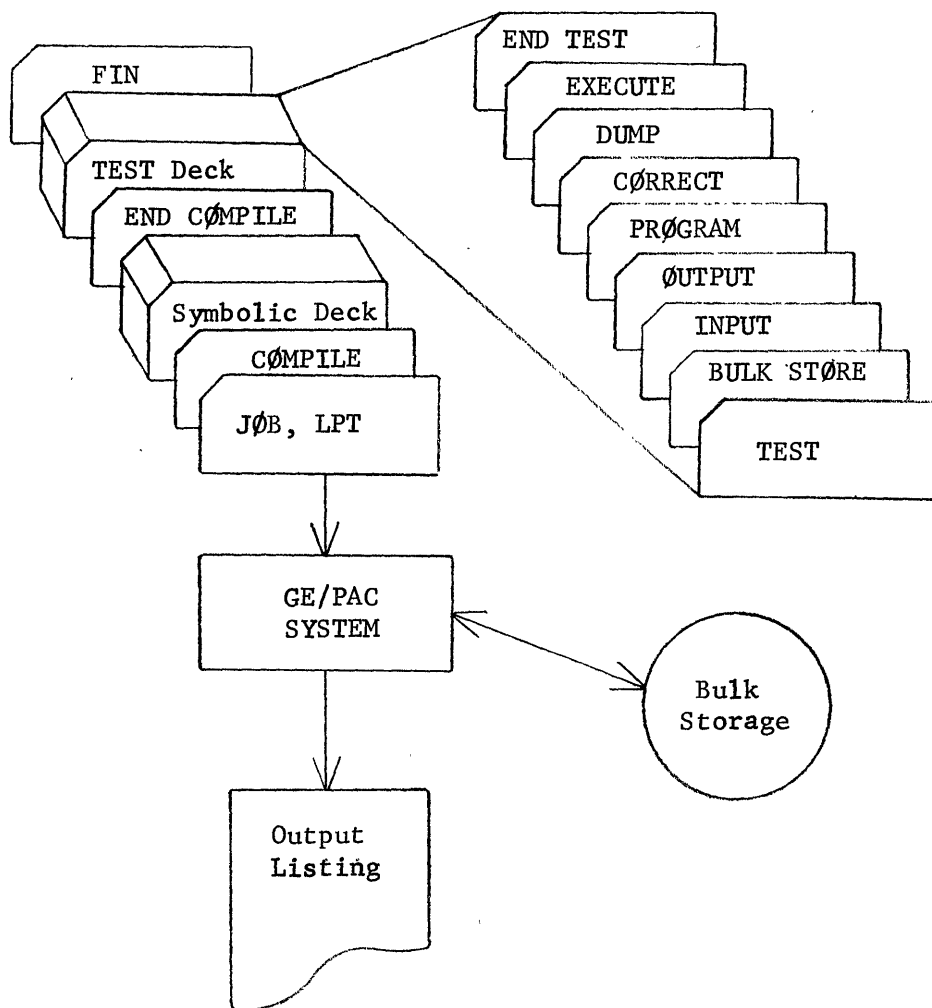 FIN
TEST Deck
END CØMPILE
Symbolic Deck
CØMPILE
JØB, LPT
END TEST
EXECUTE
DUMP
CØRRECT
PRØGRAM
ØUTPUT
INPUT
BULK STØRE
TEST
GE/PAC
SYSTEM
Bulk
Storage
Output
Listing